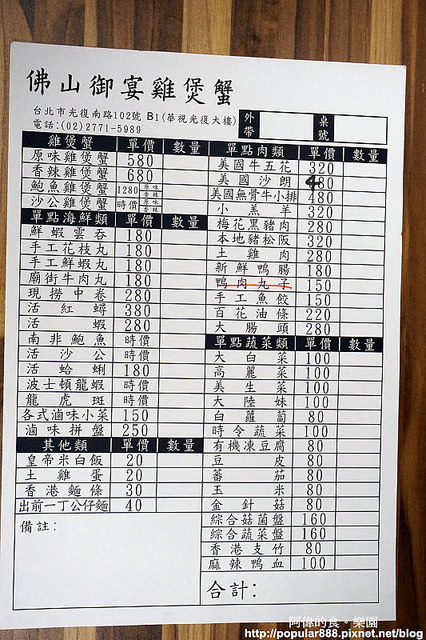 佛山御宴雞煲蟹
台北市光復南路102號 B1(華視光復大樓)
電話:(02)2771-5989
外帶
桌號
雞煲蟹 單價 數量
原味雞煲蟹 580
香辣雞煲蟹 680
鮑魚雞煲蟹 1280 原味 香辣
沙公雞煲蟹 時價 原味 香辣
單點海鮮類 單價 數量
鮮蝦雲吞 180
手工花枝丸 180
手工鮮蝦丸 180
廟街牛肉丸 180
現撈中卷 280
活紅蟳 380
活蝦 280
南非鮑魚 時價
活沙公 時價
活蛤蜊 180
波士頓龍蝦 時價
龍虎斑 時價
各式滷味小菜 150
滷味拼盤 250
其他類 單價 數量
皇帝米白飯 20
土雞蛋 20
香港麵條 30
出前一丁公仔麵 40
備註:
單點肉類 單價 數量
美國牛五花 320
美國沙朗 480
美國無骨牛小排 480
小羔羊 320
梅花黑豬肉 280
本地豬松阪 320
土雞肉 280
新鮮鴨腸 180
鴨肉丸子 150
手工魚餃 150
百花油條 220
大腸頭 280
單點蔬菜類 單價 數量
大白菜 100
高麗菜 100
美生菜 100
大陸妹 100
白蘿蔔 80
時令蔬菜 100
有機凍豆腐 80
豆皮 80
蕃茄 80
玉米 80
金針菇 80
綜合菇菌盤 160
綜合蔬菜盤 160
香港支竹 80
麻辣鴨血 100
合計:
阿偉的食。樂園
http://popular888.pixnet.net/blog